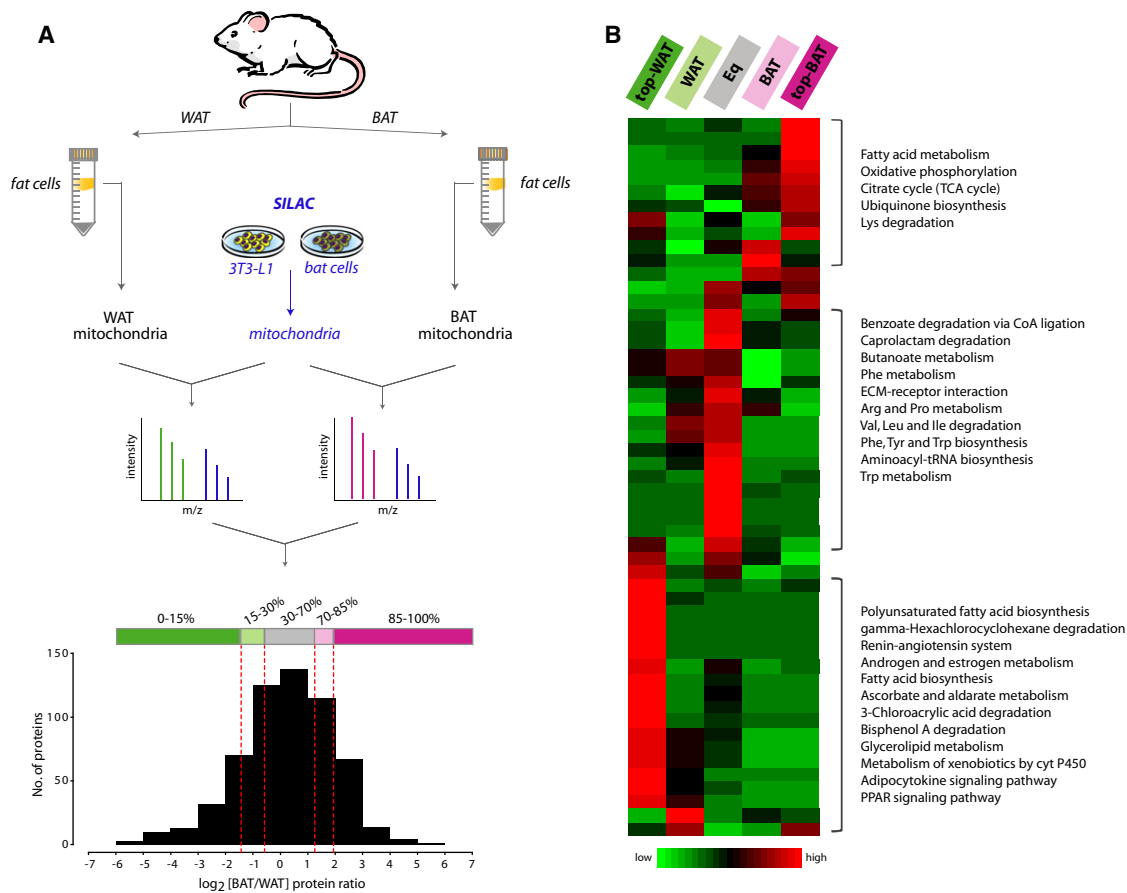 A
WAT
BAT
fat cells
fat cells
SILAC
3T3-L1
bat cells
WAT
mitochondria
mitochondria
BAT
mitochondria
intensity
m/z
intensity
m/z
0-15%
15-30%
30-70%
70-85%
85-100%
No. of proteins
150
100
50
0
-7 -6 -5 -4 -3 -2 -1 0 1 2 3 4 5 6 7
log2 [BAT/WAT] protein ratio
B
top-WAT
WAT
Eq
BAT
top-BAT
Fatty acid metabolism
Oxidative phosphorylation
Citrate cycle (TCA cycle)
Ubiquinone biosynthesis
Lys degradation
Benzoate degradation via CoA ligation
Caprolactam degradation
Butanoate metabolism
Phe metabolism
ECM-receptor interaction
Arg and Pro metabolism
Val, Leu and Ile degradation
Phe, Tyr and Trp biosynthesis
Aminoacyl-tRNA biosynthesis
Trp metabolism
Polyunsaturated fatty acid biosynthesis
gamma-Hexachlorocyclohexane degradation
Renin-angiotensin system
Androgen and estrogen metabolism
Fatty acid biosynthesis
Ascorbate and aldarate metabolism
3-Chloroacrylic acid degradation
Bisphenol A degradation
Glycerolipid metabolism
Metabolism of xenobiotics by cyt P450
Adipocytokine signaling pathway
PPAR signaling pathway
low
high